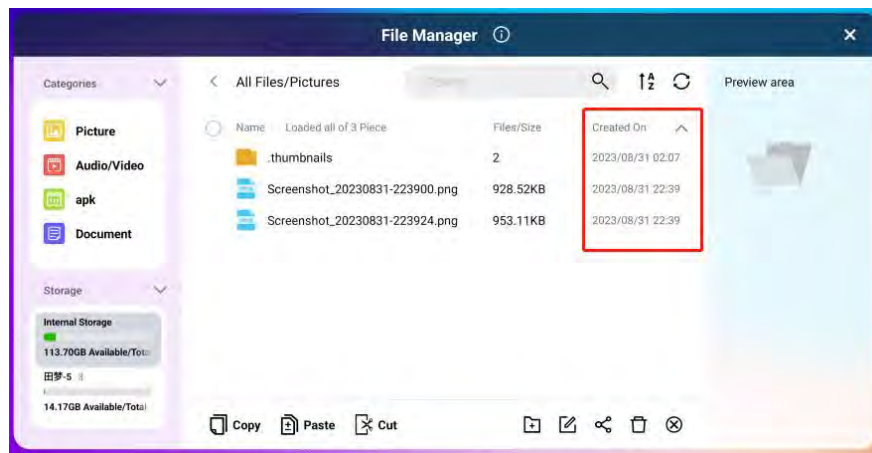 File Manager
Categories
Picture
Audio/Video
apk
Document
Storage
Internal Storage
113.70GB Available/Tot
田梦-5
14.17GB Available/Total
All Files/Pictures
Name Loaded all of 3 Piece Files/Size Created On
.thumbnails 2 2023/08/31 02:07
Screenshot_20230831-223900.png 928.52KB 2023/08/31 22:39
Screenshot_20230831-223924.png 953.11KB 2023/08/31 22:39
Copy Paste Cut
Preview area